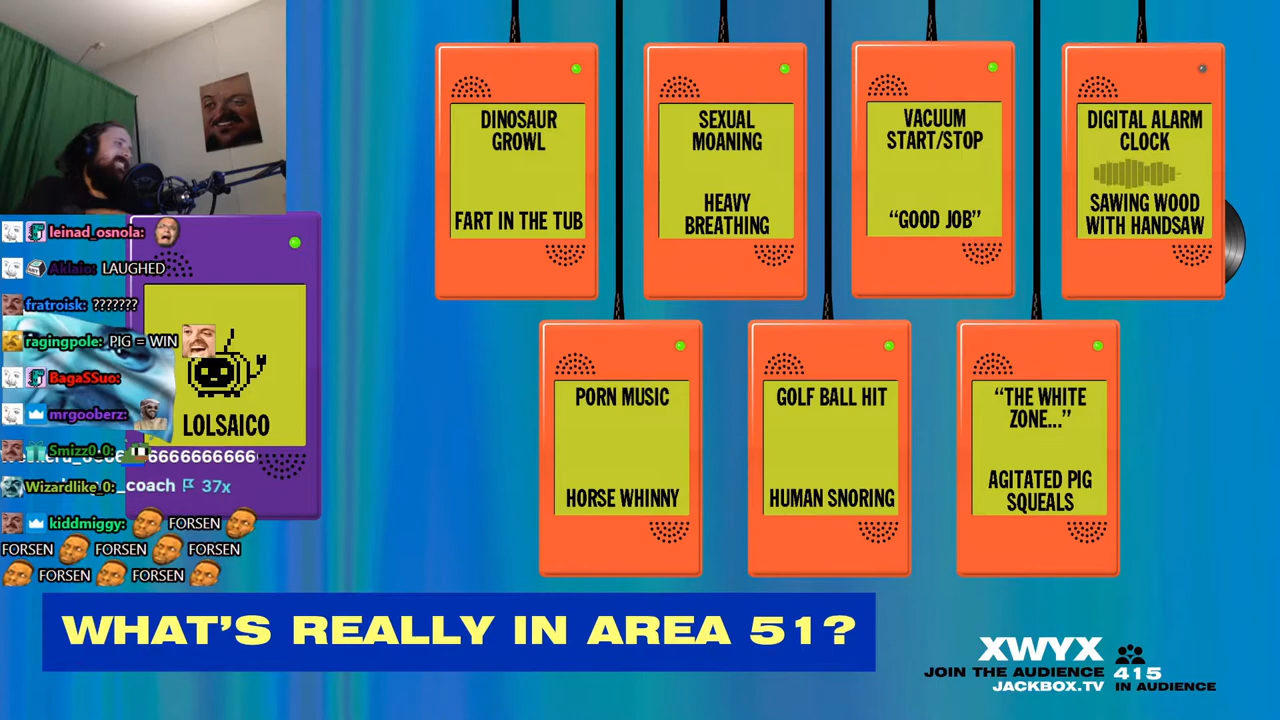 leinad_osnola:
Aklaio: LAUGHED
fratroisk: ???????
ragingpole: PIG = WIN
BagaSSuo:
mrgooberz:
Smizz0_0:
6666666666
Wizardlike_0:
_coach 37x
kiddmiggy: FORSEN
FORSEN FORSEN FORSEN
FORSEN FORSEN
LOLSAICO
DINOSAUR
GROWL
FART IN THE TUB
SEXUAL
MOANING
HEAVY
BREATHING
VACUUM
START/STOP
“GOOD JOB”
DIGITAL ALARM
CLOCK
SAWING WOOD
WITH HANDSAW
PORN MUSIC
HORSE WHINNY
GOLF BALL HIT
HUMAN SNORING
“THE WHITE
ZONE...”
AGITATED PIG
SQUEALS
WHAT'S REALLY IN AREA 51?
XWYX
JOIN THE AUDIENCE
JACKBOX.TV
415
IN AUDIENCE